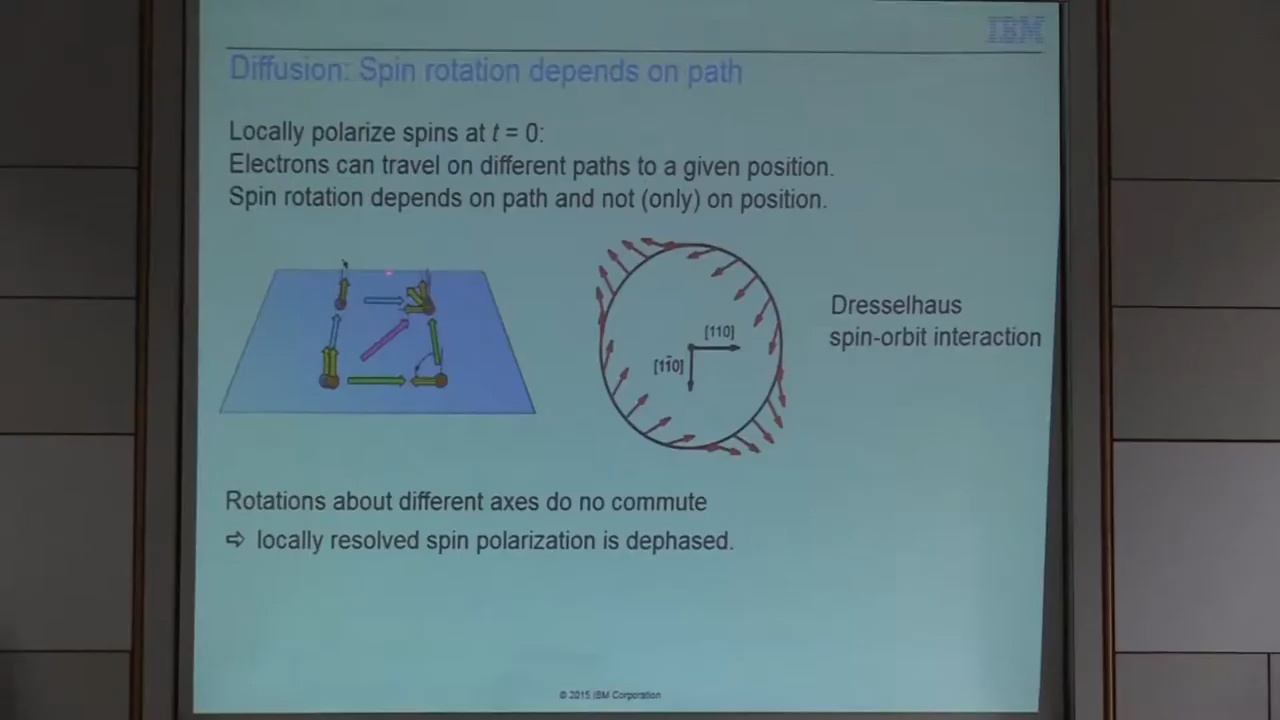 IBM
Diffusion: Spin rotation depends on path
Locally polarize spins at t = 0:
Electrons can travel on different paths to a given position.
Spin rotation depends on path and not (only) on position.
[110]
[11̄0]
Dresselhaus
spin-orbit interaction
Rotations about different axes do no commute
⇨ locally resolved spin polarization is dephased.
© 2015 IBM Corporation